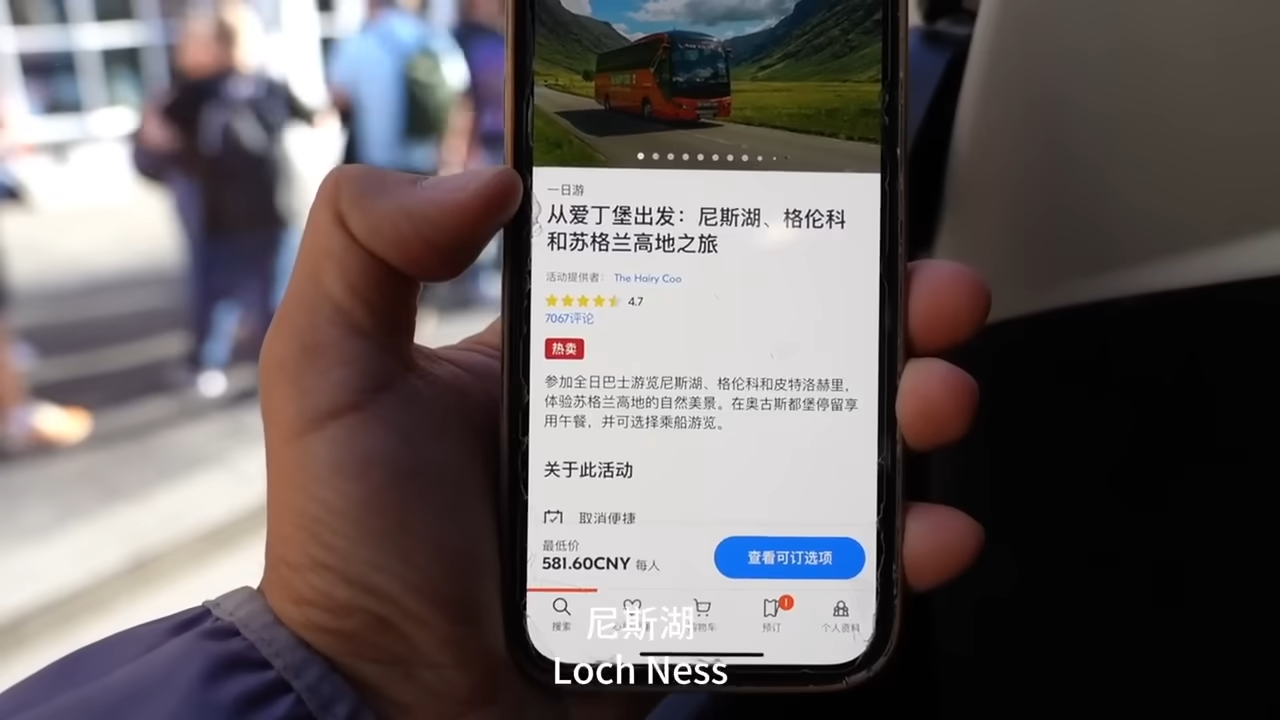 一日游
从爱丁堡出发：尼斯湖、格伦科
和苏格兰高地之旅
活动提供者： The Hairy Coo
4.7
7067评论
热卖
参加全日巴士游览尼斯湖、格伦科和皮特洛赫里，
体验苏格兰高地的自然美景。在奥古斯都堡停留享
用午餐，并可选择乘船游览。
关于此活动
取消便捷
最低价
581.60CNY 每人
查看可订选项
搜索
预订
个人资料
尼斯湖
Loch Ness